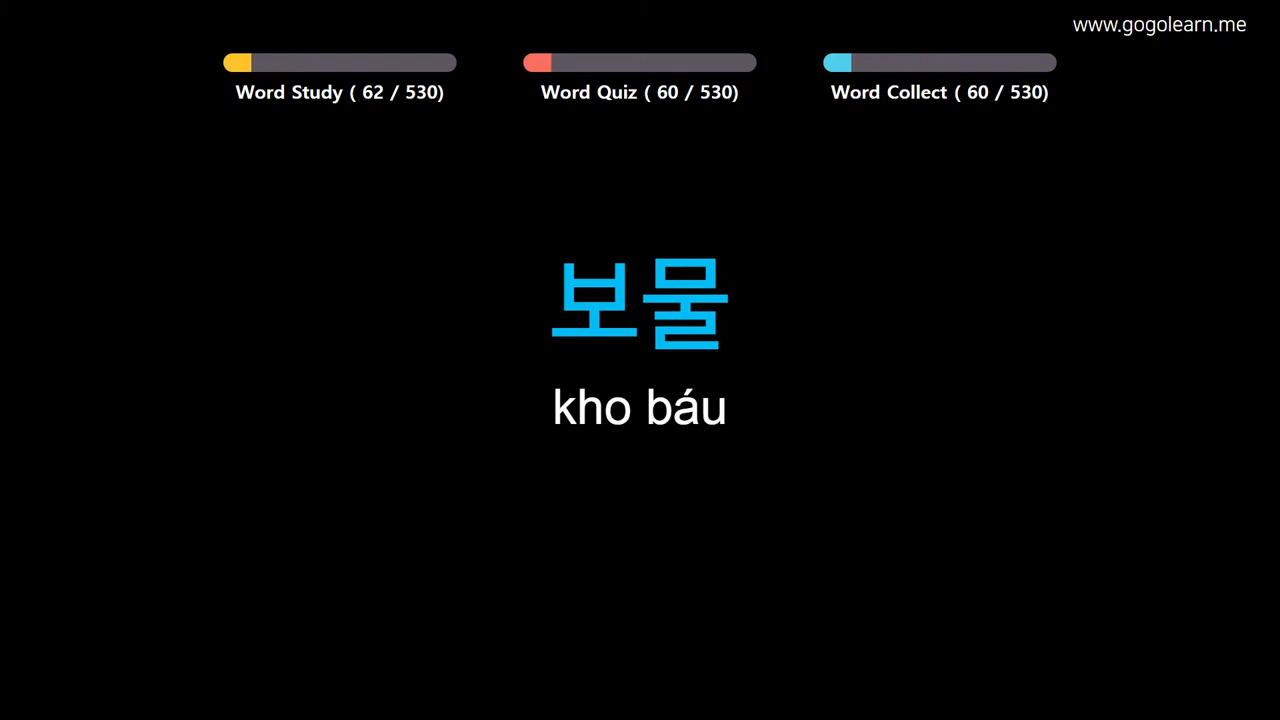 www.gogolearn.me
Word Study ( 62 / 530)
Word Quiz ( 60 / 530)
Word Collect ( 60 / 530)
보물
kho báu